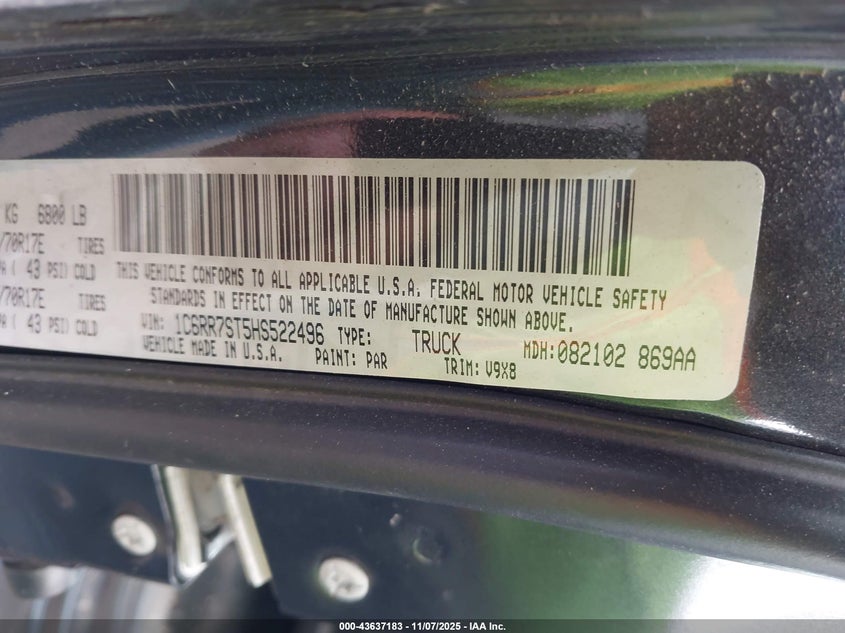 KG 6800 LB
/70R17E TIRES
PA ( 43 PSI) COLD
/70R17E TIRES
PA ( 43 PSI) COLD
THIS VEHICLE CONFORMS TO ALL APPLICABLE U.S.A. FEDERAL MOTOR VEHICLE SAFETY
STANDARDS IN EFFECT ON THE DATE OF MANUFACTURE SHOWN ABOVE.
VIN: 1C6RR7ST5HS522496 TYPE: TRUCK MDH:082102 869AA
VEHICLE MADE IN U.S.A. PAINT: PAR TRIM: V9X8
000-43637183 - 11/07/2025 - IAA Inc.